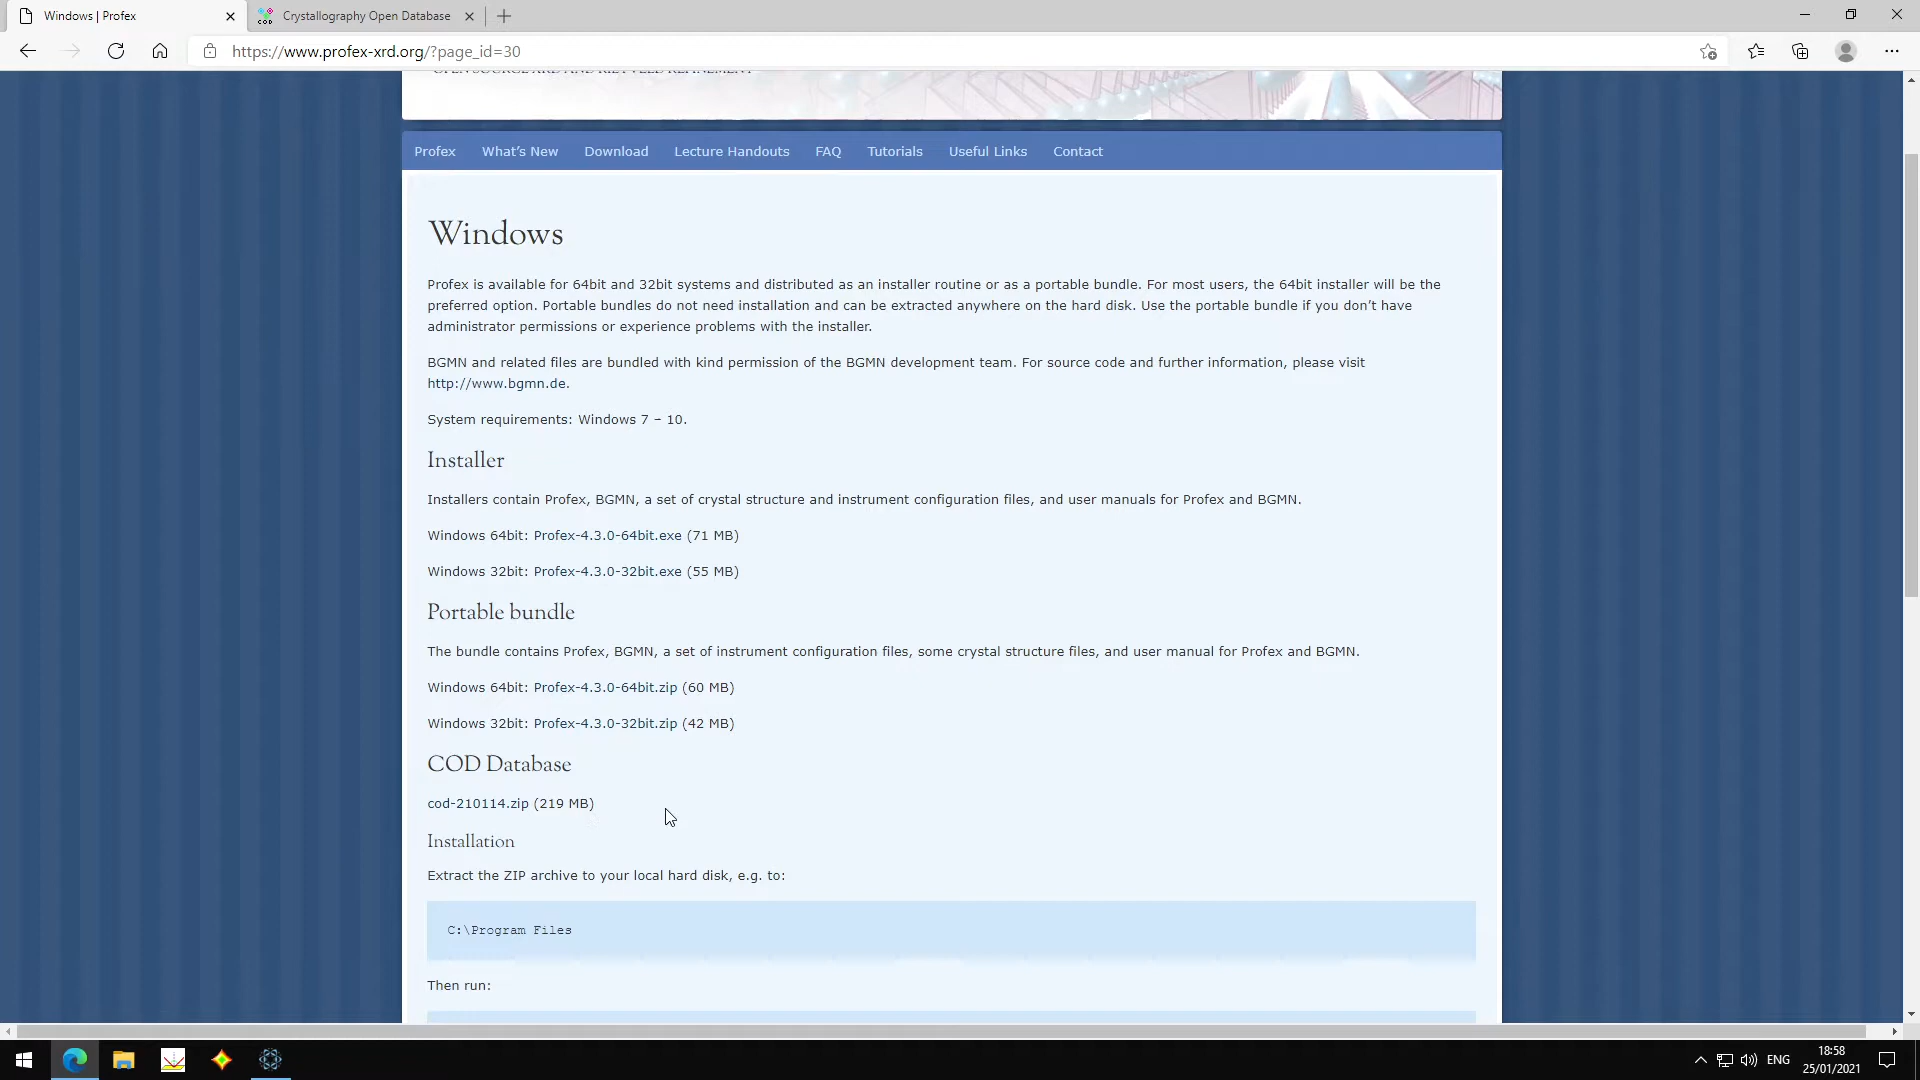 Windows | Profex
Crystallography Open Database
https://www.profex-xrd.org/?page_id=30
OPEN SOURCE XRD AND RIETVELD REFINEMENT
Profex What's New Download Lecture Handouts FAQ Tutorials Useful Links Contact
Windows
Profex is available for 64bit and 32bit systems and distributed as an installer routine or as a portable bundle. For most users, the 64bit installer will be the
preferred option. Portable bundles do not need installation and can be extracted anywhere on the hard disk. Use the portable bundle if you don't have
administrator permissions or experience problems with the installer.
BGMN and related files are bundled with kind permission of the BGMN development team. For source code and further information, please visit
http://www.bgmn.de.
System requirements: Windows 7 – 10.
Installer
Installers contain Profex, BGMN, a set of crystal structure and instrument configuration files, and user manuals for Profex and BGMN.
Windows 64bit: Profex-4.3.0-64bit.exe (71 MB)
Windows 32bit: Profex-4.3.0-32bit.exe (55 MB)
Portable bundle
The bundle contains Profex, BGMN, a set of instrument configuration files, some crystal structure files, and user manual for Profex and BGMN.
Windows 64bit: Profex-4.3.0-64bit.zip (60 MB)
Windows 32bit: Profex-4.3.0-32bit.zip (42 MB)
COD Database
cod-210114.zip (219 MB)
Installation
Extract the ZIP archive to your local hard disk, e.g. to:
C:\Program Files
Then run:
ENG
18:58
25/01/2021